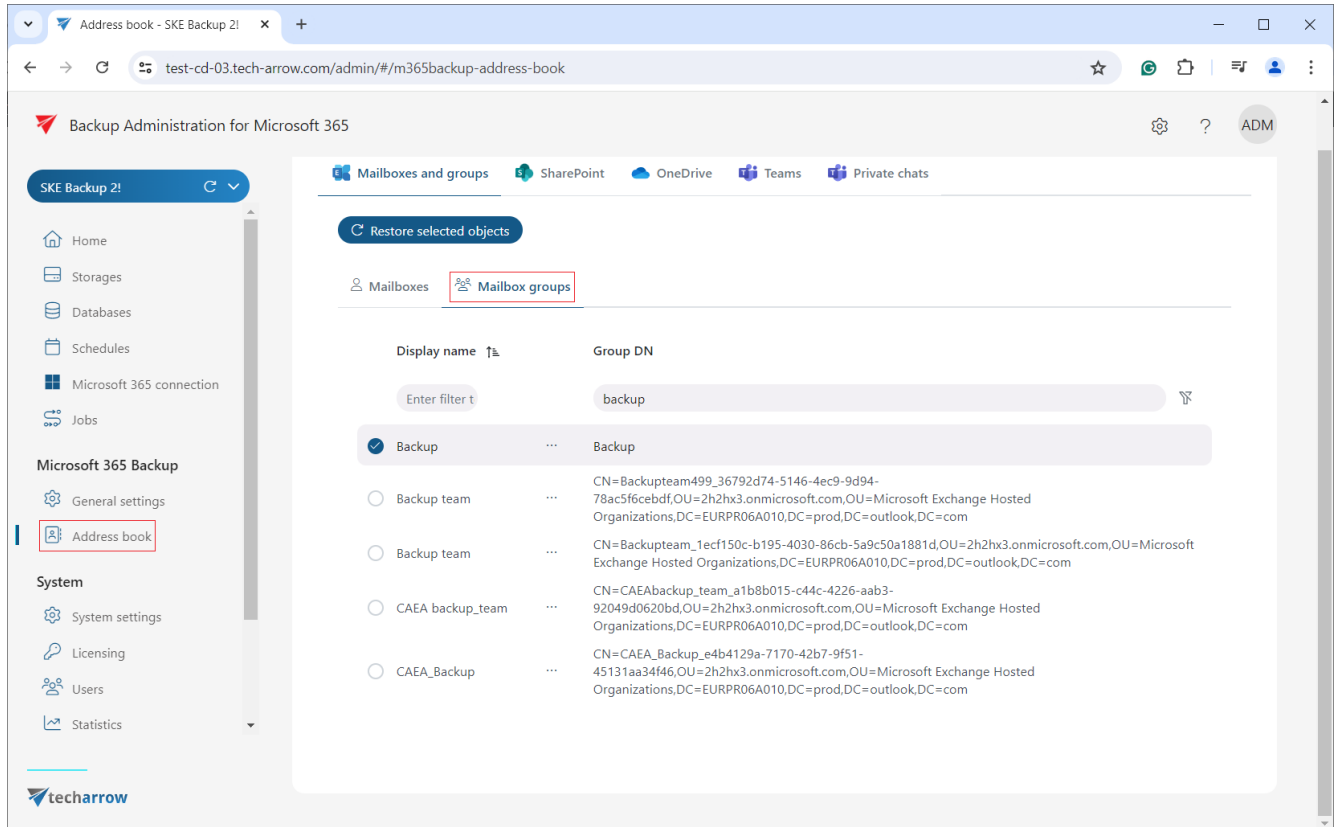 Address book - SKE Backup 2!
test-cd-03.tech-arrow.com/admin/#/m365backup-address-book
Backup Administration for Microsoft 365
ADM
SKE Backup 2!
Home
Storages
Databases
Schedules
Microsoft 365 connection
Jobs
Microsoft 365 Backup
General settings
Address book
System
System settings
Licensing
Users
Statistics
techarrow
Mailboxes and groups SharePoint OneDrive Teams Private chats
Restore selected objects
Mailboxes Mailbox groups
Display name Group DN
Enter filter t backup
Backup ... Backup
Backup team ... CN=Backupteam499_36792d74-5146-4ec9-9d94-
78ac5f6cebdf,OU=2h2hx3.onmicrosoft.com,OU=Microsoft Exchange Hosted
Organizations,DC=EURPR06A010,DC=prod,DC=outlook,DC=com
Backup team ... CN=Backupteam_1ecf150c-b195-4030-86cb-5a9c50a1881d,OU=2h2hx3.onmicrosoft.com,OU=Microsoft
Exchange Hosted Organizations,DC=EURPR06A010,DC=prod,DC=outlook,DC=com
CAEA backup_team ... CN=CAEAbackup_team_a1b8b015-c44c-4226-aab3-
92049d0620bd,OU=2h2hx3.onmicrosoft.com,OU=Microsoft Exchange Hosted
Organizations,DC=EURPR06A010,DC=prod,DC=outlook,DC=com
CAEA_Backup ... CN=CAEA_Backup_e4b4129a-7170-42b7-9f51-
45131aa34f46,OU=2h2hx3.onmicrosoft.com,OU=Microsoft Exchange Hosted
Organizations,DC=EURPR06A010,DC=prod,DC=outlook,DC=com